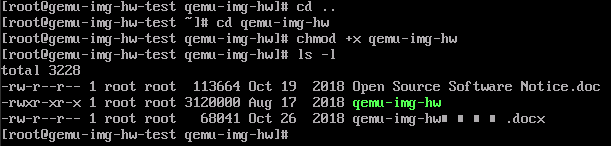 [root@gemu-img-hw-test qemu-img-hw]# cd ..
[root@gemu-img-hw-test ~]# cd qemu-img-hw
[root@gemu-img-hw-test qemu-img-hw]# chmod +x qemu-img-hw
[root@gemu-img-hw-test qemu-img-hw]# ls -l
total 3228
-rw-r--r-- 1 root root  113664 Oct 19  2018 Open Source Software Notice.doc
-rwxr-xr-x 1 root root 3120000 Aug 17  2018 qemu-img-hw
-rw-r--r-- 1 root root   68041 Oct 26  2018 qemu-img-hw■ ■ ■ ■ .docx
[root@gemu-img-hw-test qemu-img-hw]#